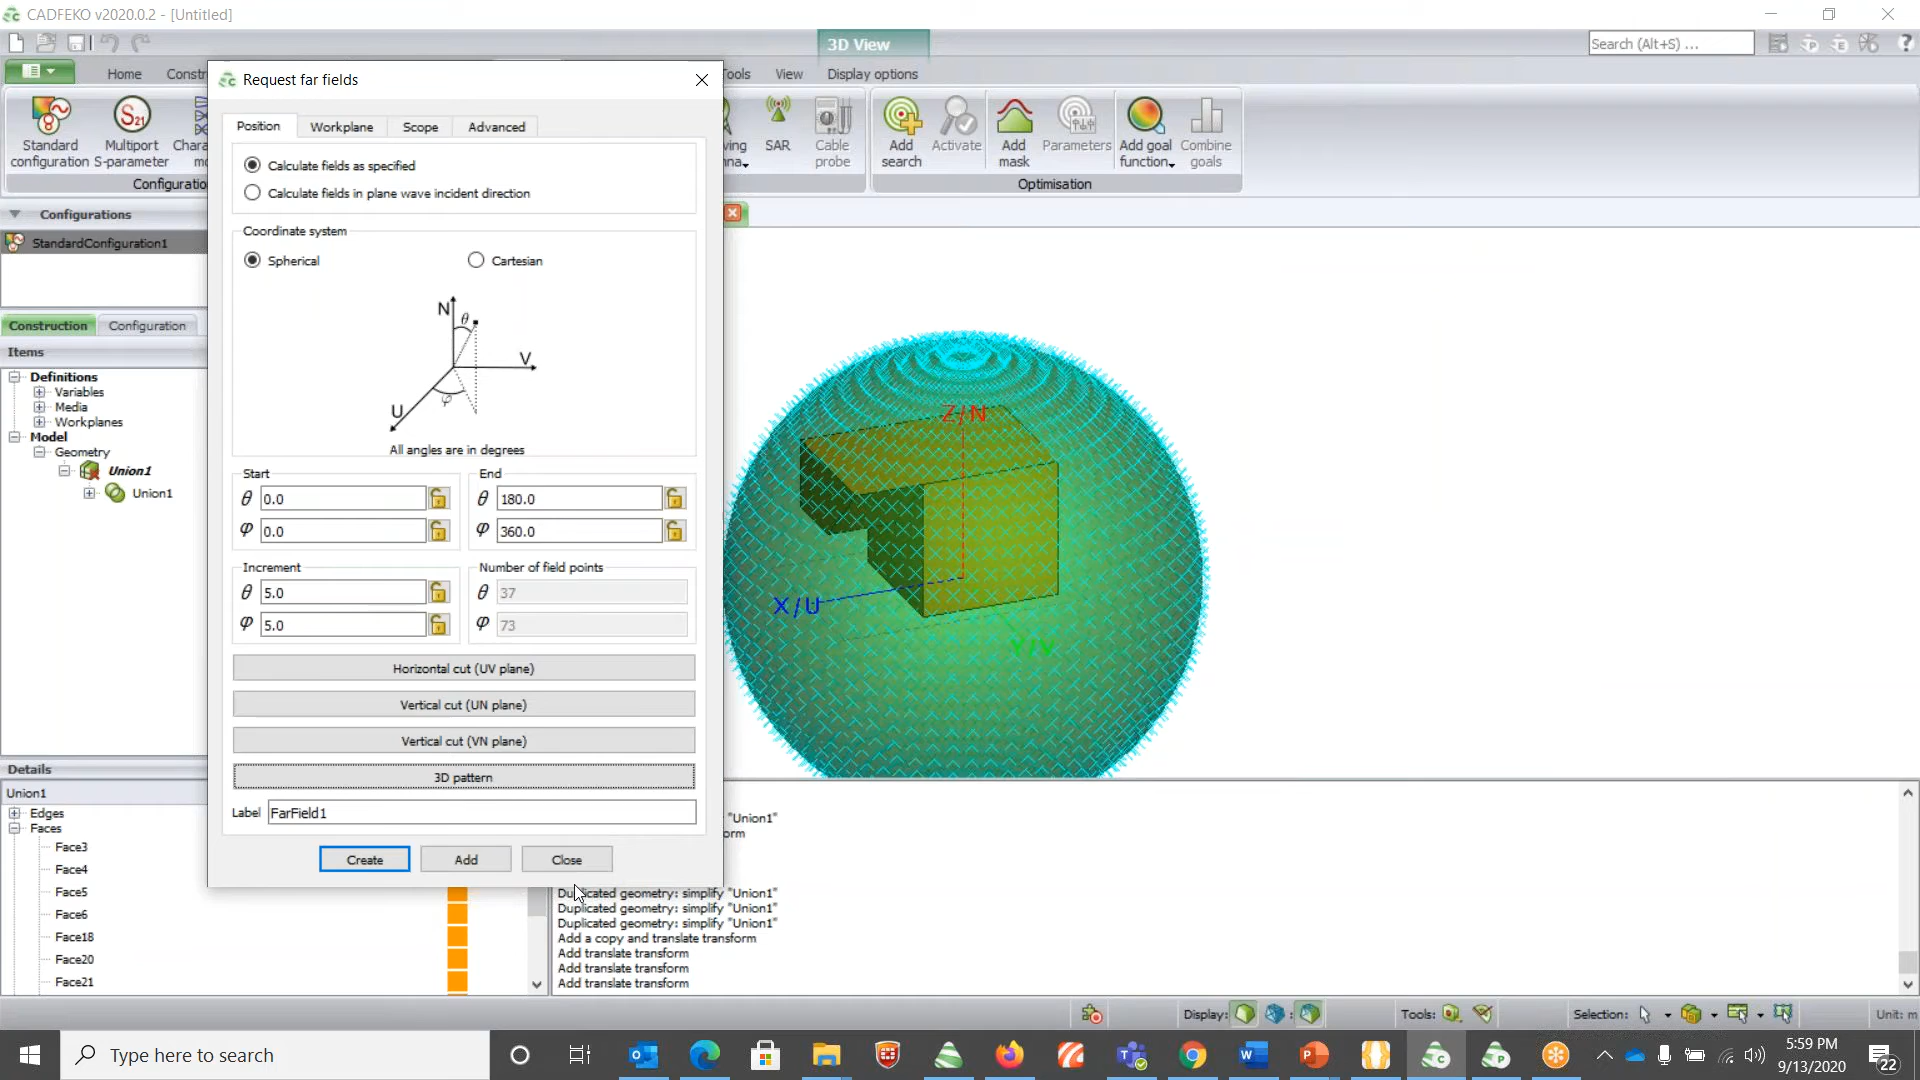 CADFEKO v2020.0.2 - [Untitled]
3D View
Search (Alt+S) ...
Home
Constr
ools
View
Display options
Standard configuration
Multiport S-parameter
Chara
mo
ving
nna
SAR
Cable probe
Add search
Activate
Add mask
Parameters
Add goal function
Combine goals
Configuratio
Optimisation
Request far fields
Position
Workplane
Scope
Advanced
Calculate fields as specified
Calculate fields in plane wave incident direction
Coordinate system
Spherical
Cartesian
N
θ
V
U
φ
All angles are in degrees
Start
End
θ 0.0
θ 180.0
φ 0.0
φ 360.0
Increment
Number of field points
θ 5.0
θ 37
φ 5.0
φ 73
Horizontal cut (UV plane)
Vertical cut (UN plane)
Vertical cut (VN plane)
3D pattern
Label FarField1
Create
Add
Close
Configurations
StandardConfiguration1
Construction
Configuration
Items
Definitions
Variables
Media
Workplanes
Model
Geometry
Union1
Union1
Z/N
X/U
Y/V
Details
Union1
Edges
Faces
Face3
Face4
Face5
Face6
Face18
Face20
Face21
"Union1"
orm
Duplicated geometry: simplify "Union1"
Duplicated geometry: simplify "Union1"
Duplicated geometry: simplify "Union1"
Add a copy and translate transform
Add translate transform
Add translate transform
Add translate transform
Display:
Tools:
Selection:
Unit: m
Type here to search
5:59 PM
9/13/2020
22